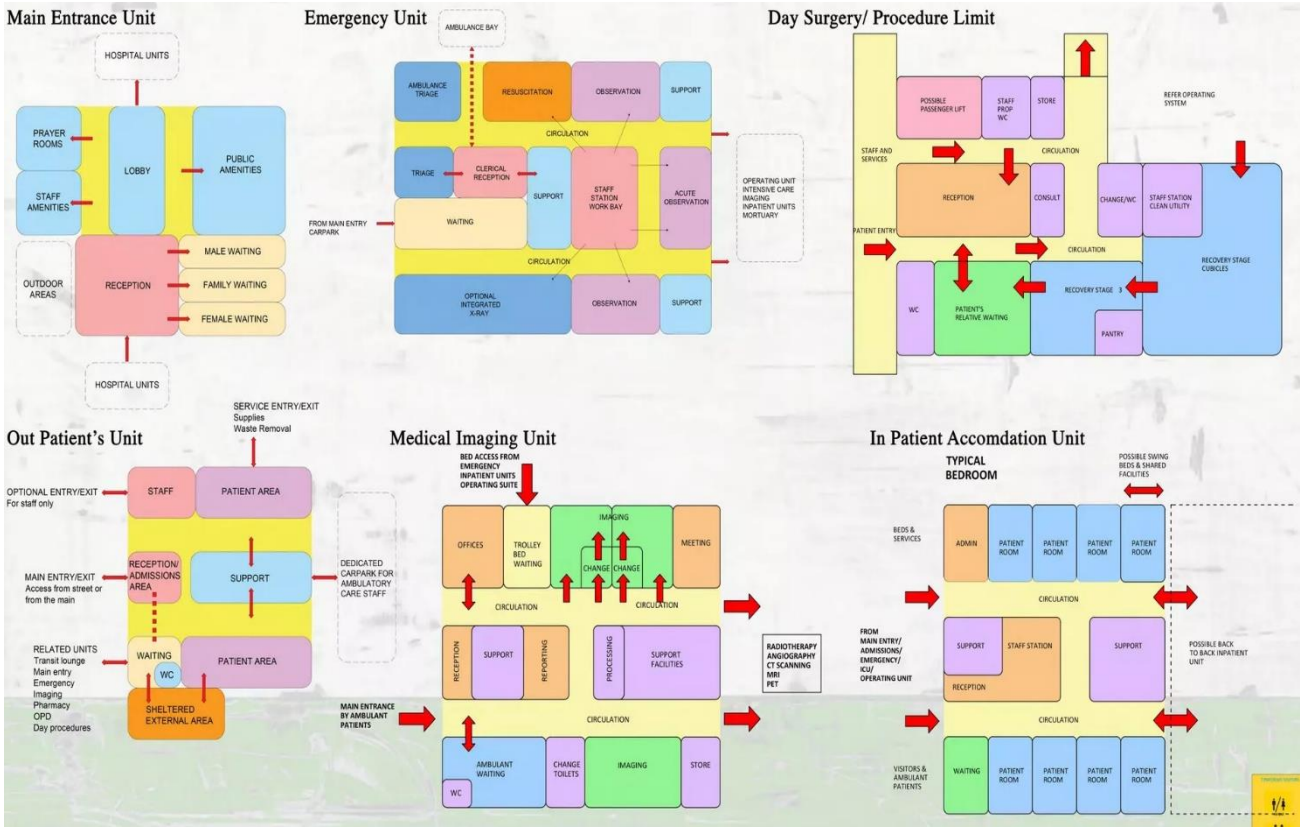 Main Entrance Unit
HOSPITAL UNITS
PRAYER
ROOMS
LOBBY
PUBLIC
AMENITIES
STAFF
AMENITIES
OUTDOOR
AREAS
RECEPTION
MALE WAITING
FAMILY WAITING
FEMALE WAITING
HOSPITAL UNITS
Emergency Unit
AMBULANCE BAY
AMBULANCE
TRIAGE
RESUSCITATION
OBSERVATION
SUPPORT
CIRCULATION
TRIAGE
CLERICAL
RECEPTION
SUPPORT
STAFF
STATION
WORK BAY
ACUTE
OBSERVATION
OPERATING UNIT
INTENSIVE CARE
IMAGING
INPATIENT UNITS
MORTUARY
FROM MAIN ENTRY
CARPARK
WAITING
CIRCULATION
OPTIONAL
INTEGRATED
X-RAY
OBSERVATION
SUPPORT
Day Surgery/ Procedure Limit
POSSIBLE
PASSENGER LIFT
STAFF
PROP
WC
STORE
REFER OPERATING
SYSTEM
STAFF AND
SERVICES
CIRCULATION
RECEPTION
CONSULT
CHANGE/WC
STAFF STATION
CLEAN UTILITY
PATIENT ENTRY
CIRCULATION
RECOVERY STAGE
CUBICLES
WC
PATIENT'S
RELATIVE WAITING
RECOVERY STAGE 3
PANTRY
Out Patient's Unit
SERVICE ENTRY/EXIT
Supplies
Waste Removal
OPTIONAL ENTRY/EXIT
For staff only
STAFF
PATIENT AREA
MAIN ENTRY/EXIT
Access from street or
from the main
RECEPTION/
ADMISSIONS
AREA
SUPPORT
DEDICATED
CARPARK FOR
AMBULATORY
CARE STAFF
RELATED UNITS
Transit lounge
Main entry
Emergency
Imaging
Pharmacy
OPD
Day procedures
WAITING
WC
PATIENT AREA
SHELTERED
EXTERNAL AREA
Medical Imaging Unit
BED ACCESS FROM
EMERGENCY
INPATIENT UNITS
OPERATING SUITE
OFFICES
TROLLEY
BED
WAITING
IMAGING
CHANGE
CHANGE
MEETING
CIRCULATION
CIRCULATION
RECEPTION
SUPPORT
REPORTING
PROCESSING
SUPPORT
FACILITIES
RADIOTHERAPY
ANGIOGRAPHY
CT SCANNING
MRI
PET
MAIN ENTRANCE
BY AMBULANT
PATIENTS
CIRCULATION
AMBULANT
WAITING
WC
CHANGE
TOILETS
IMAGING
STORE
In Patient Accomdation Unit
TYPICAL
BEDROOM
POSSIBLE SWING
BEDS & SHARED
FACILITIES
BEDS &
SERVICES
ADMIN
PATIENT
ROOM
PATIENT
ROOM
PATIENT
ROOM
PATIENT
ROOM
CIRCULATION
FROM
MAIN ENTRY/
ADMISSIONS/
EMERGENCY/
ICU/
OPERATING UNIT
SUPPORT
STAFF STATION
RECEPTION
SUPPORT
POSSIBLE BACK
TO BACK INPATIENT
UNIT
CIRCULATION
VISITORS &
AMBULANT
PATIENTS
WAITING
PATIENT
ROOM
PATIENT
ROOM
PATIENT
ROOM
PATIENT
ROOM